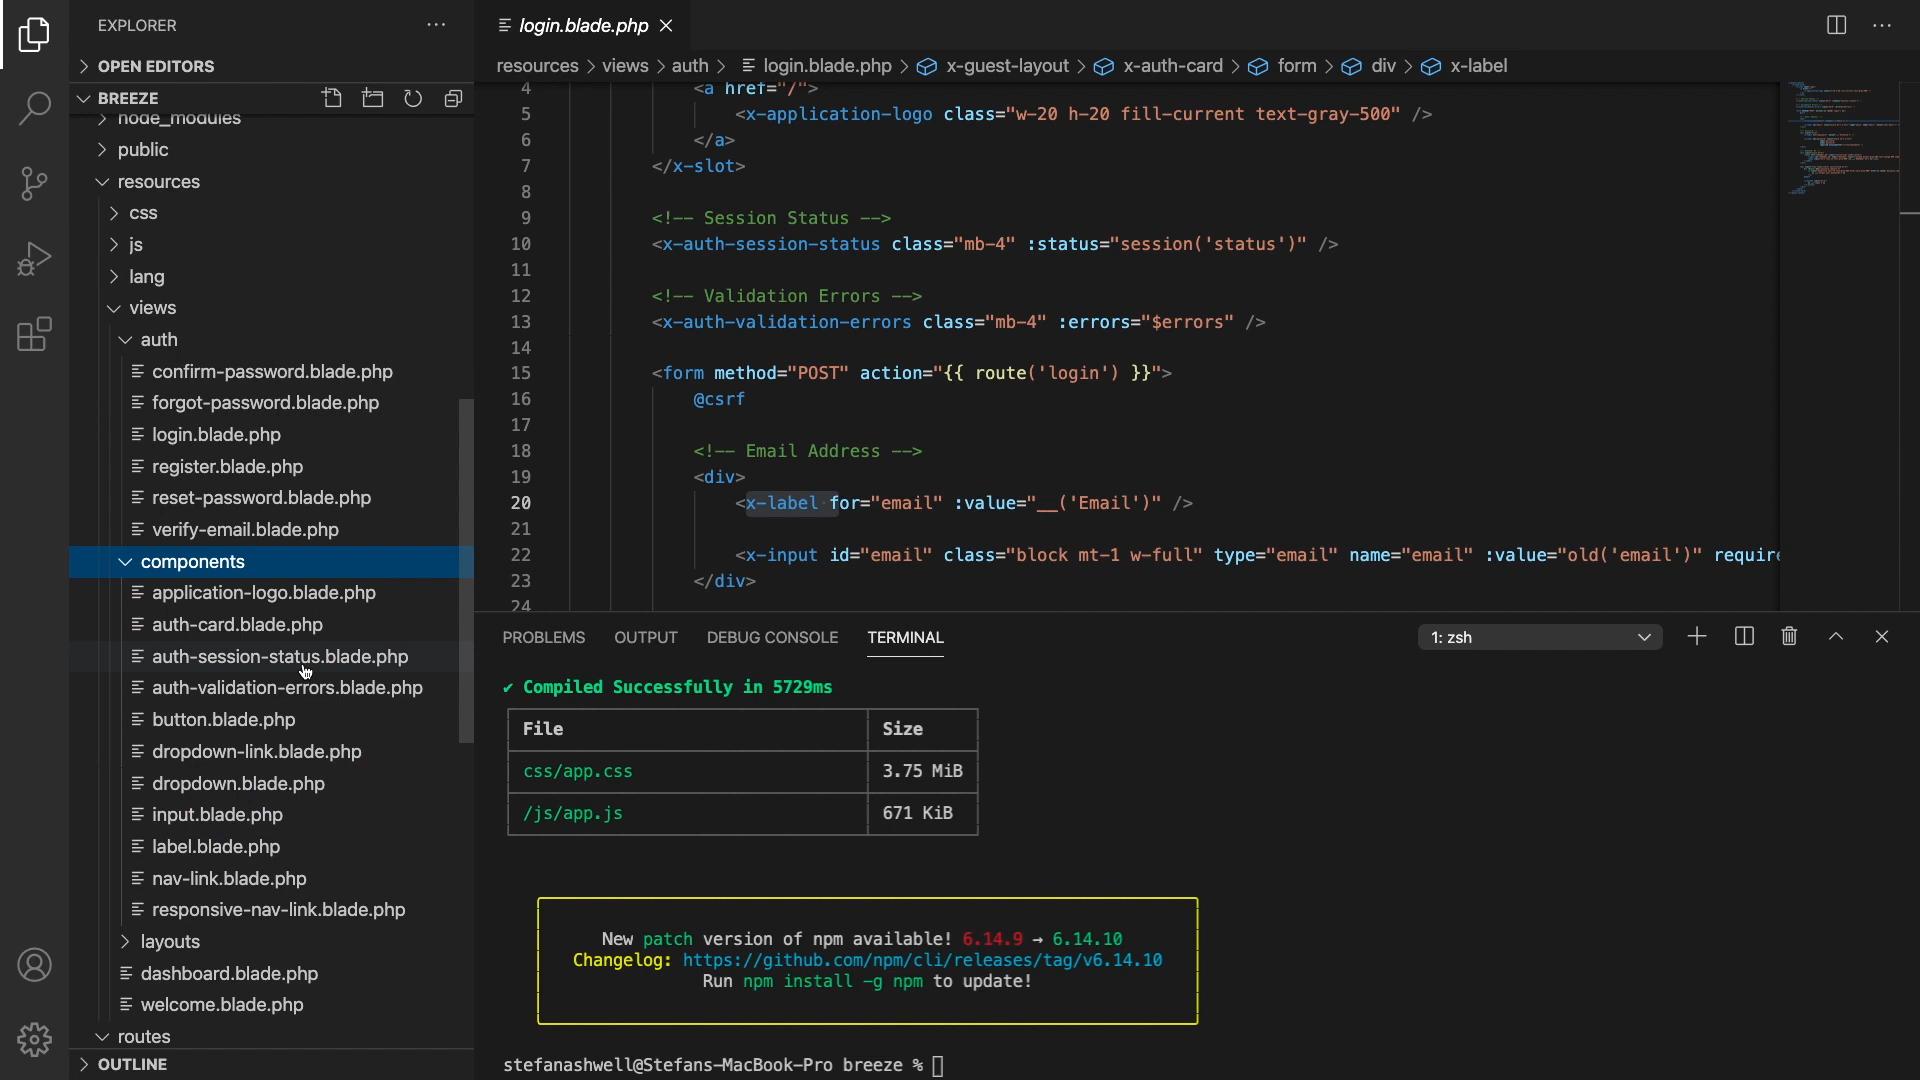 EXPLORER
OPEN EDITORS
BREEZE
node_modules
public
resources
css
js
lang
views
auth
confirm-password.blade.php
forgot-password.blade.php
login.blade.php
register.blade.php
reset-password.blade.php
verify-email.blade.php
components
application-logo.blade.php
auth-card.blade.php
auth-session-status.blade.php
auth-validation-errors.blade.php
button.blade.php
dropdown-link.blade.php
dropdown.blade.php
input.blade.php
label.blade.php
nav-link.blade.php
responsive-nav-link.blade.php
layouts
dashboard.blade.php
welcome.blade.php
routes
OUTLINE
login.blade.php
resources > views > auth > login.blade.php > x-guest-layout > x-auth-card > form > div > x-label
4 <a href="/">
5 <x-application-logo class="w-20 h-20 fill-current text-gray-500" />
6 </a>
7 </x-slot>
8
9 <!-- Session Status -->
10 <x-auth-session-status class="mb-4" :status="session('status')" />
11
12 <!-- Validation Errors -->
13 <x-auth-validation-errors class="mb-4" :errors="$errors" />
14
15 <form method="POST" action="{{ route('login') }}">
16 @csrf
17
18 <!-- Email Address -->
19 <div>
20 <x-label for="email" :value="__('Email')" />
21
22 <x-input id="email" class="block mt-1 w-full" type="email" name="email" :value="old('email')" require
23 </div>
24
PROBLEMS OUTPUT DEBUG CONSOLE TERMINAL 1: zsh
✔ Compiled Successfully in 5729ms
File Size
css/app.css 3.75 MiB
/js/app.js 671 KiB
New patch version of npm available! 6.14.9 → 6.14.10
Changelog: https://github.com/npm/cli/releases/tag/v6.14.10
Run npm install -g npm to update!
stefanashwell@Stefans-MacBook-Pro breeze %